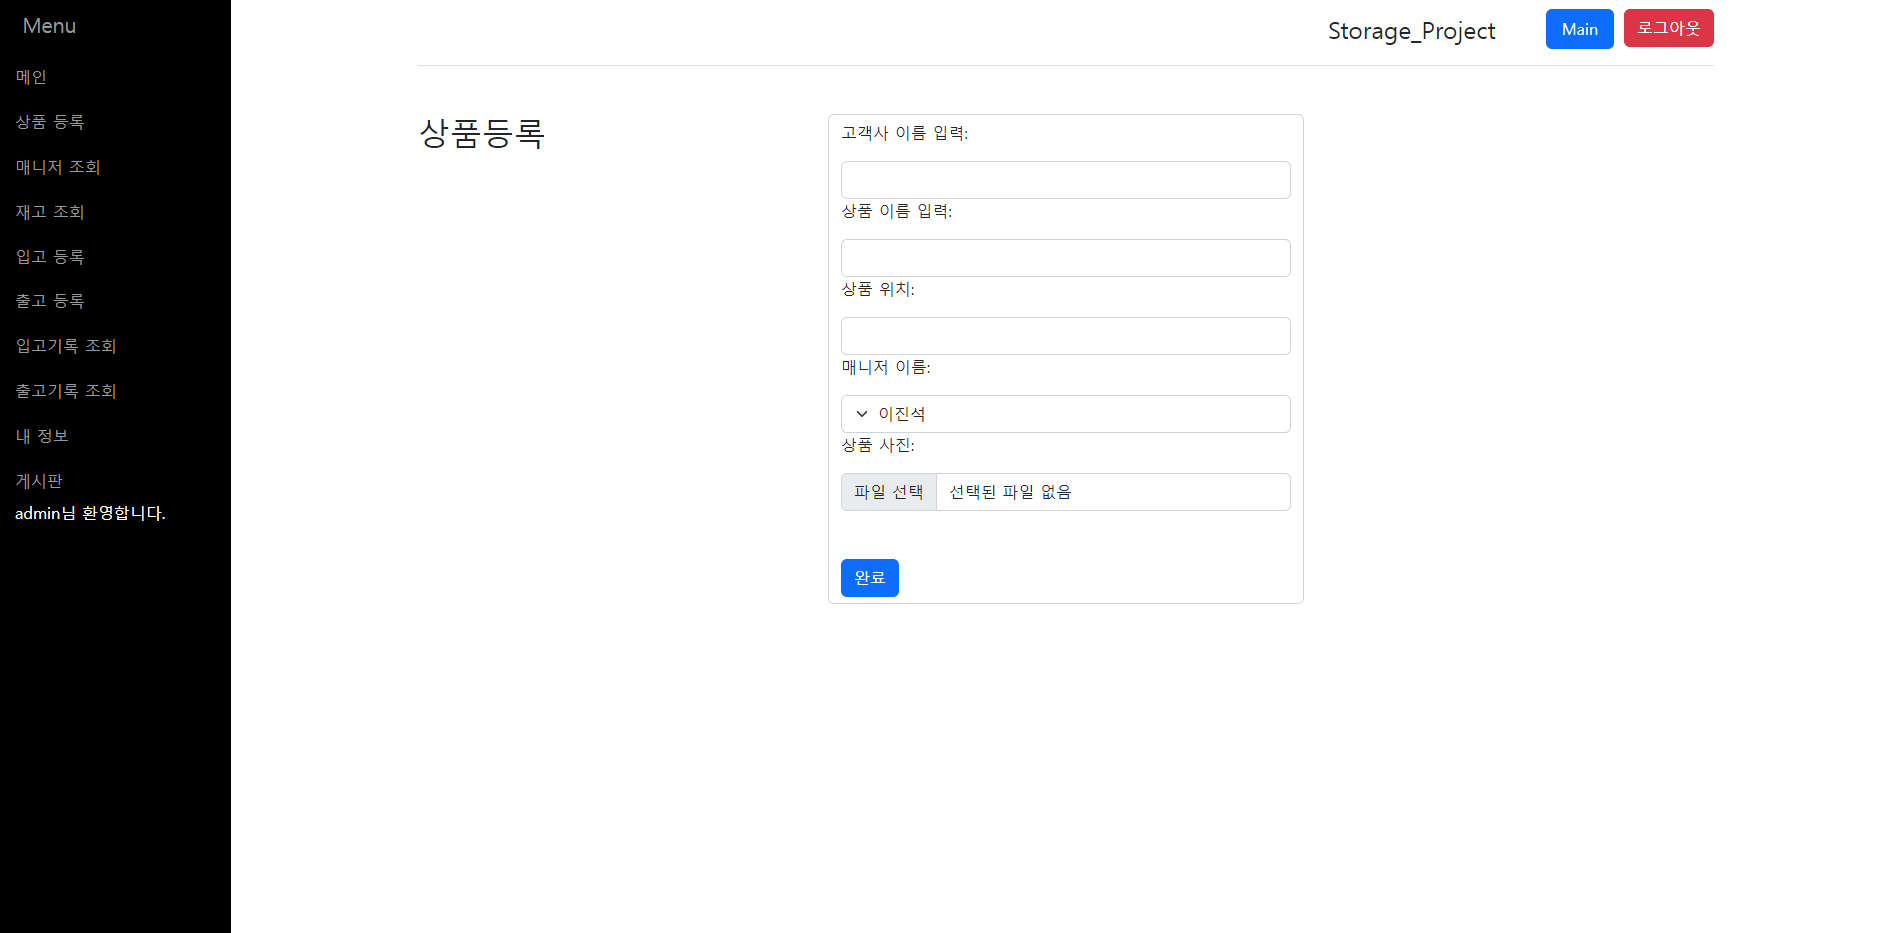 Menu
메인
상품 등록
매니저 조회
재고 조회
입고 등록
출고 등록
입고기록 조회
출고기록 조회
내 정보
게시판
admin님 환영합니다.
Storage_Project
Main
로그아웃
상품등록
고객사 이름 입력:
상품 이름 입력:
상품 위치:
매니저 이름:
이진석
상품 사진:
파일 선택 선택된 파일 없음
완료